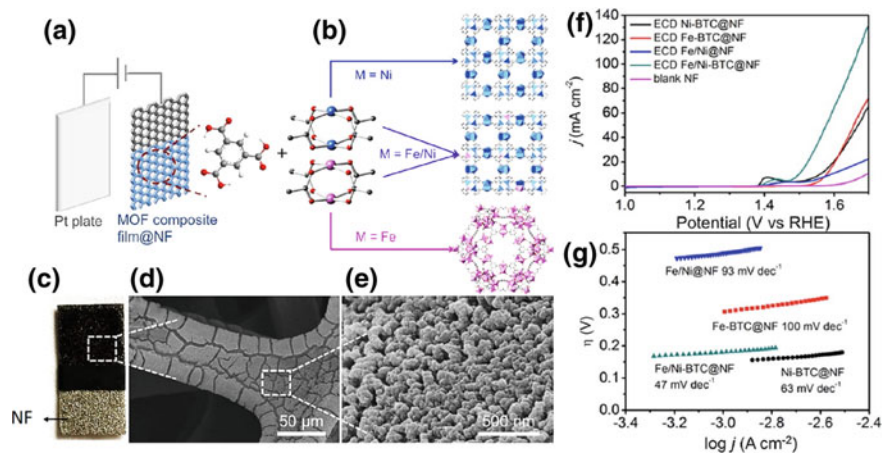 (a)
Pt plate
MOF composite
film@NF
+
(b)
M = Ni
M = Fe/Ni
M = Fe
(c)
NF
(d)
50 µm
(e)
500 nm
(f)
ECD Ni-BTC@NF
ECD Fe-BTC@NF
ECD Fe/Ni@NF
ECD Fe/Ni-BTC@NF
blank NF
j (mA cm-2)
140
120
100
80
60
40
20
0
1.0 1.2 1.4 1.6
Potential (V vs RHE)
(g)
η (V)
0.5
0.4
0.3
0.2
0.1
0.0
Fe/Ni@NF 93 mV dec-1
Fe-BTC@NF 100 mV dec-1
Fe/Ni-BTC@NF
47 mV dec-1
Ni-BTC@NF
63 mV dec-1
-3.4 -3.2 -3.0 -2.8 -2.6 -2.4
log j (A cm-2)